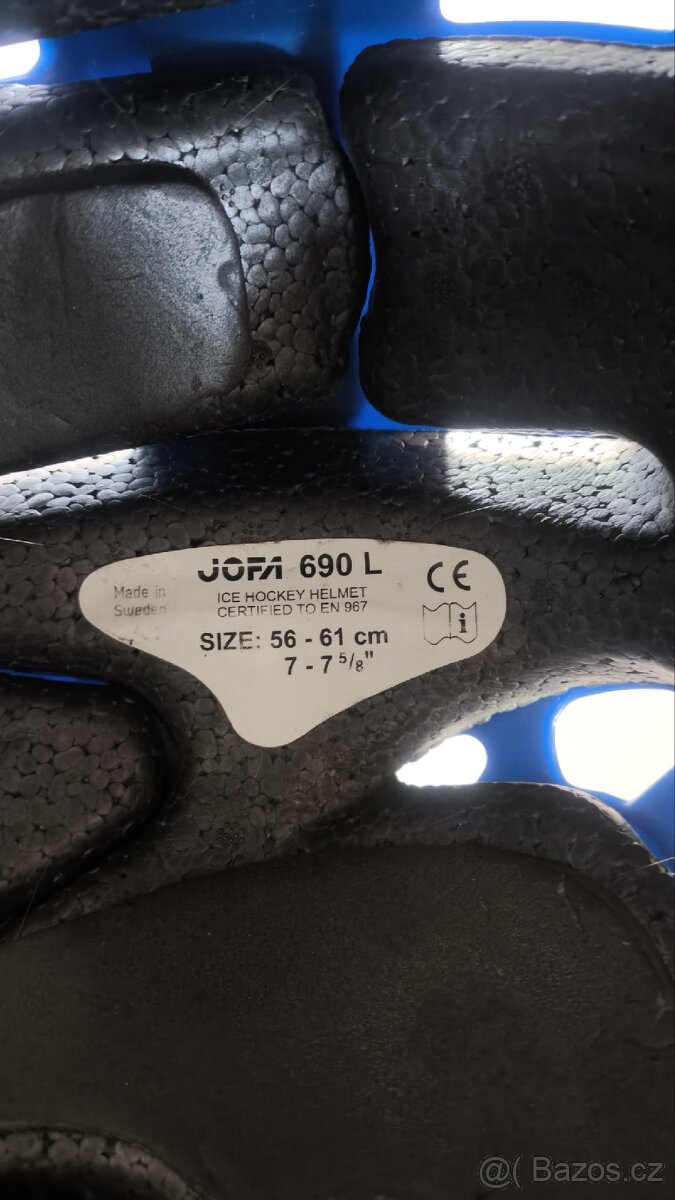 JOFA 690 L
Made in
Sweden
ICE HOCKEY HELMET
CERTIFIED TO EN 967
CE
i
SIZE: 56 - 61 cm
7 - 7 5/8"
@( Bazos.cz